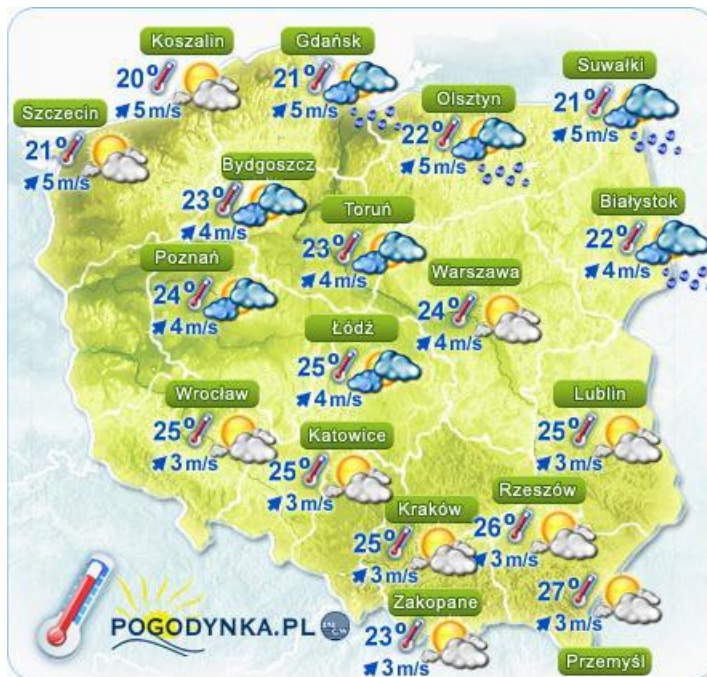 Koszalin
20°
5 m/s
Gdańsk
21°
5 m/s
Suwałki
21°
5 m/s
Szczecin
21°
5 m/s
Olsztyn
22°
5 m/s
Bydgoszcz
23°
4 m/s
Toruń
23°
4 m/s
Białystok
22°
4 m/s
Poznań
24°
4 m/s
Warszawa
24°
4 m/s
Łódź
25°
4 m/s
Wrocław
25°
3 m/s
Katowice
25°
3 m/s
Lublin
25°
3 m/s
Kraków
25°
3 m/s
Rzeszów
26°
3 m/s
27°
3 m/s
Przemyśl
Zakopane
23°
3 m/s
POGODYNKA.PL